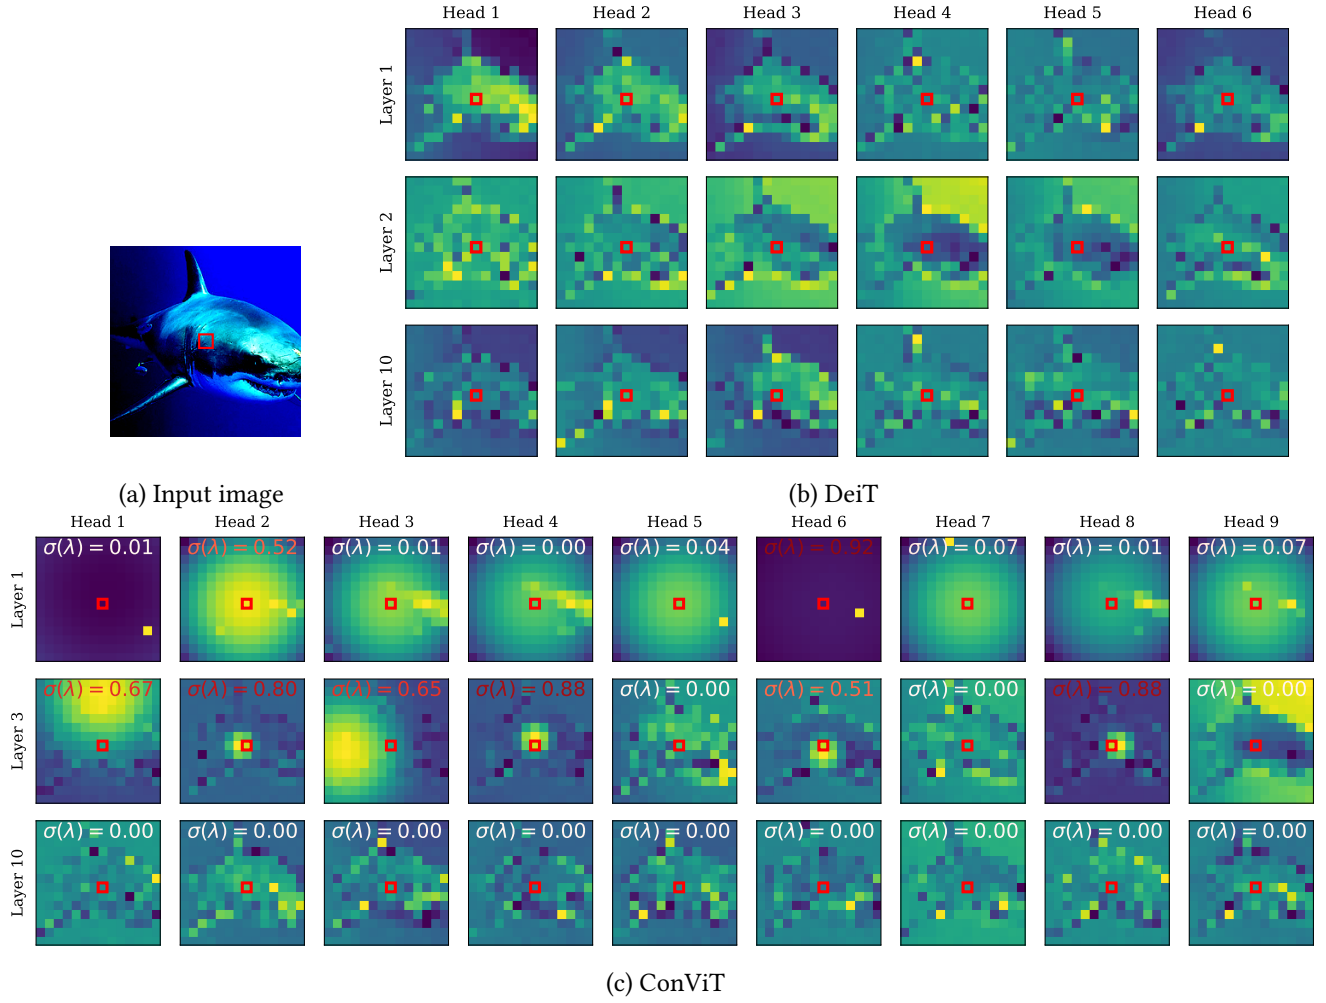 Head 1 Head 2 Head 3 Head 4 Head 5 Head 6
Layer 1
Layer 2
Layer 10
(a) Input image
(b) DeiT
Head 1 Head 2 Head 3 Head 4 Head 5 Head 6 Head 7 Head 8 Head 9
Layer 1
σ(λ) = 0.01 σ(λ) = 0.52 σ(λ) = 0.01 σ(λ) = 0.00 σ(λ) = 0.04 σ(λ) = 0.92 σ(λ) = 0.07 σ(λ) = 0.01 σ(λ) = 0.07
Layer 3
σ(λ) = 0.67 σ(λ) = 0.80 σ(λ) = 0.65 σ(λ) = 0.88 σ(λ) = 0.00 σ(λ) = 0.51 σ(λ) = 0.00 σ(λ) = 0.88 σ(λ) = 0.00
Layer 10
σ(λ) = 0.00 σ(λ) = 0.00 σ(λ) = 0.00 σ(λ) = 0.00 σ(λ) = 0.00 σ(λ) = 0.00 σ(λ) = 0.00 σ(λ) = 0.00 σ(λ) = 0.00
(c) ConViT